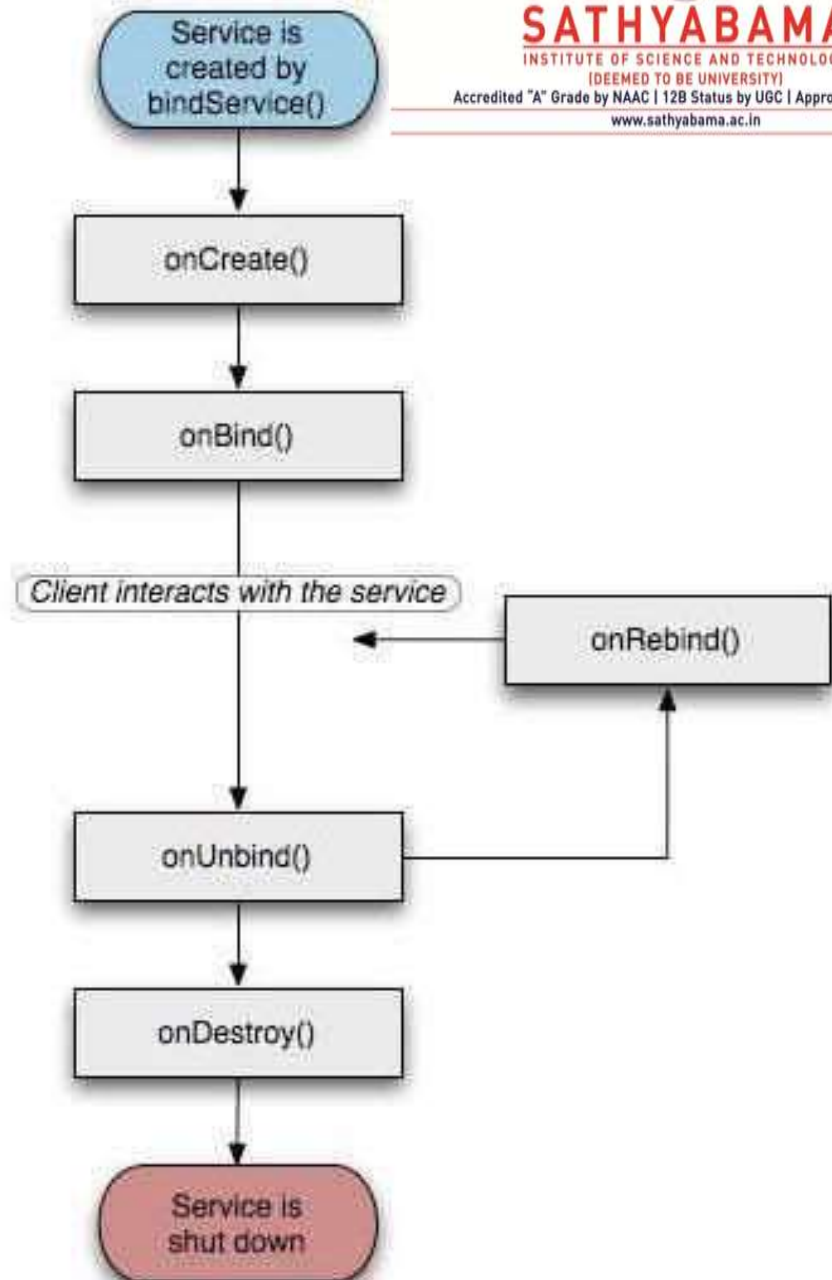 Service is
created by
bindService()
SATHYABAMA
INSTITUTE OF SCIENCE AND TECHNOLOG
(DEEMED TO BE UNIVERSITY)
Accredited "A" Grade by NAAC | 12B Status by UGC | Appro
www.sathyabama.ac.in
onCreate()
onBind()
Client interacts with the service
onRebind()
onUnbind()
onDestroy()
Service is
shut down